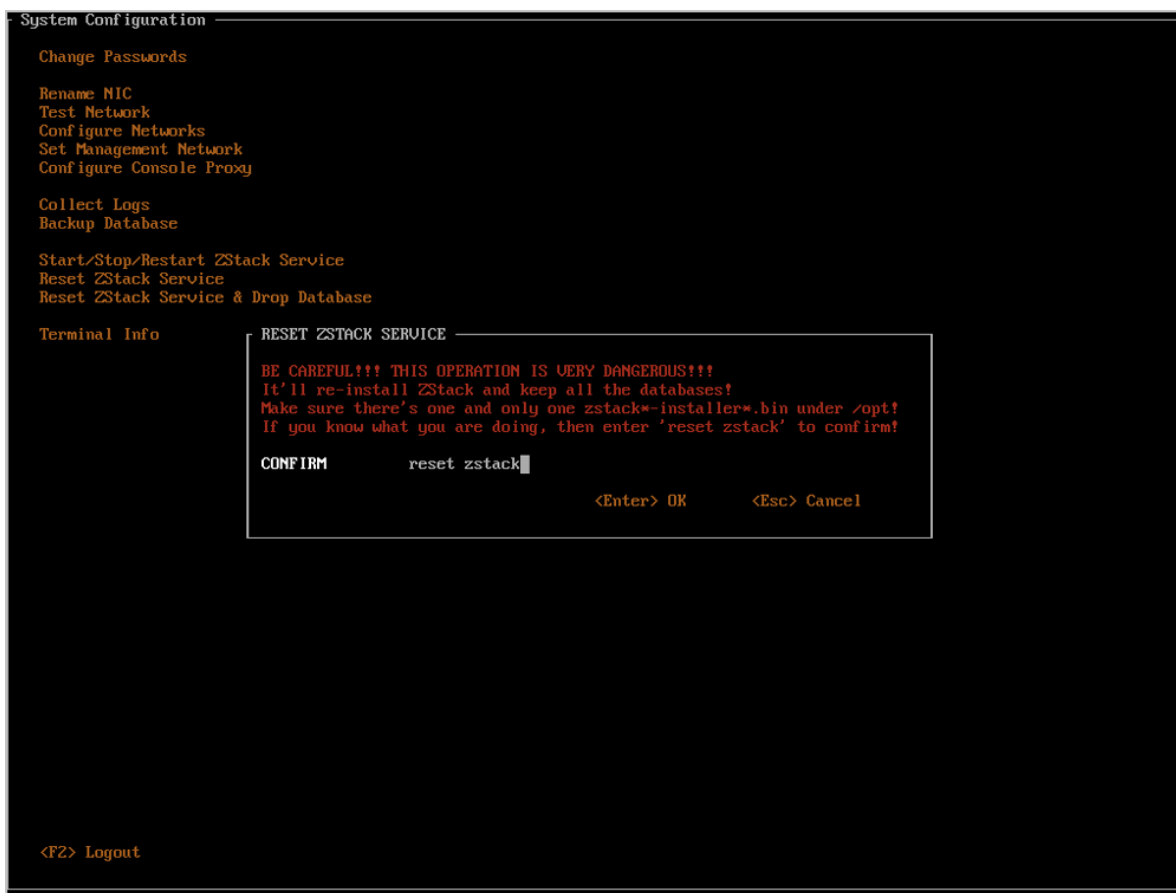 System Configuration
Change Passwords
Rename NIC
Test Network
Configure Networks
Set Management Network
Configure Console Proxy
Collect Logs
Backup Database
Start/Stop/Restart ZStack Service
Reset ZStack Service
Reset ZStack Service & Drop Database
Terminal Info
RESET ZSTACK SERVICE
BE CAREFUL!!! THIS OPERATION IS VERY DANGEROUS!!!
It'll re-install ZStack and keep all the databases!
Make sure there's one and only one zstack*-installer*.bin under /opt!
If you know what you are doing, then enter 'reset zstack' to confirm!
CONFIRM reset zstack
<Enter> OK <Esc> Cancel
<F2> Logout